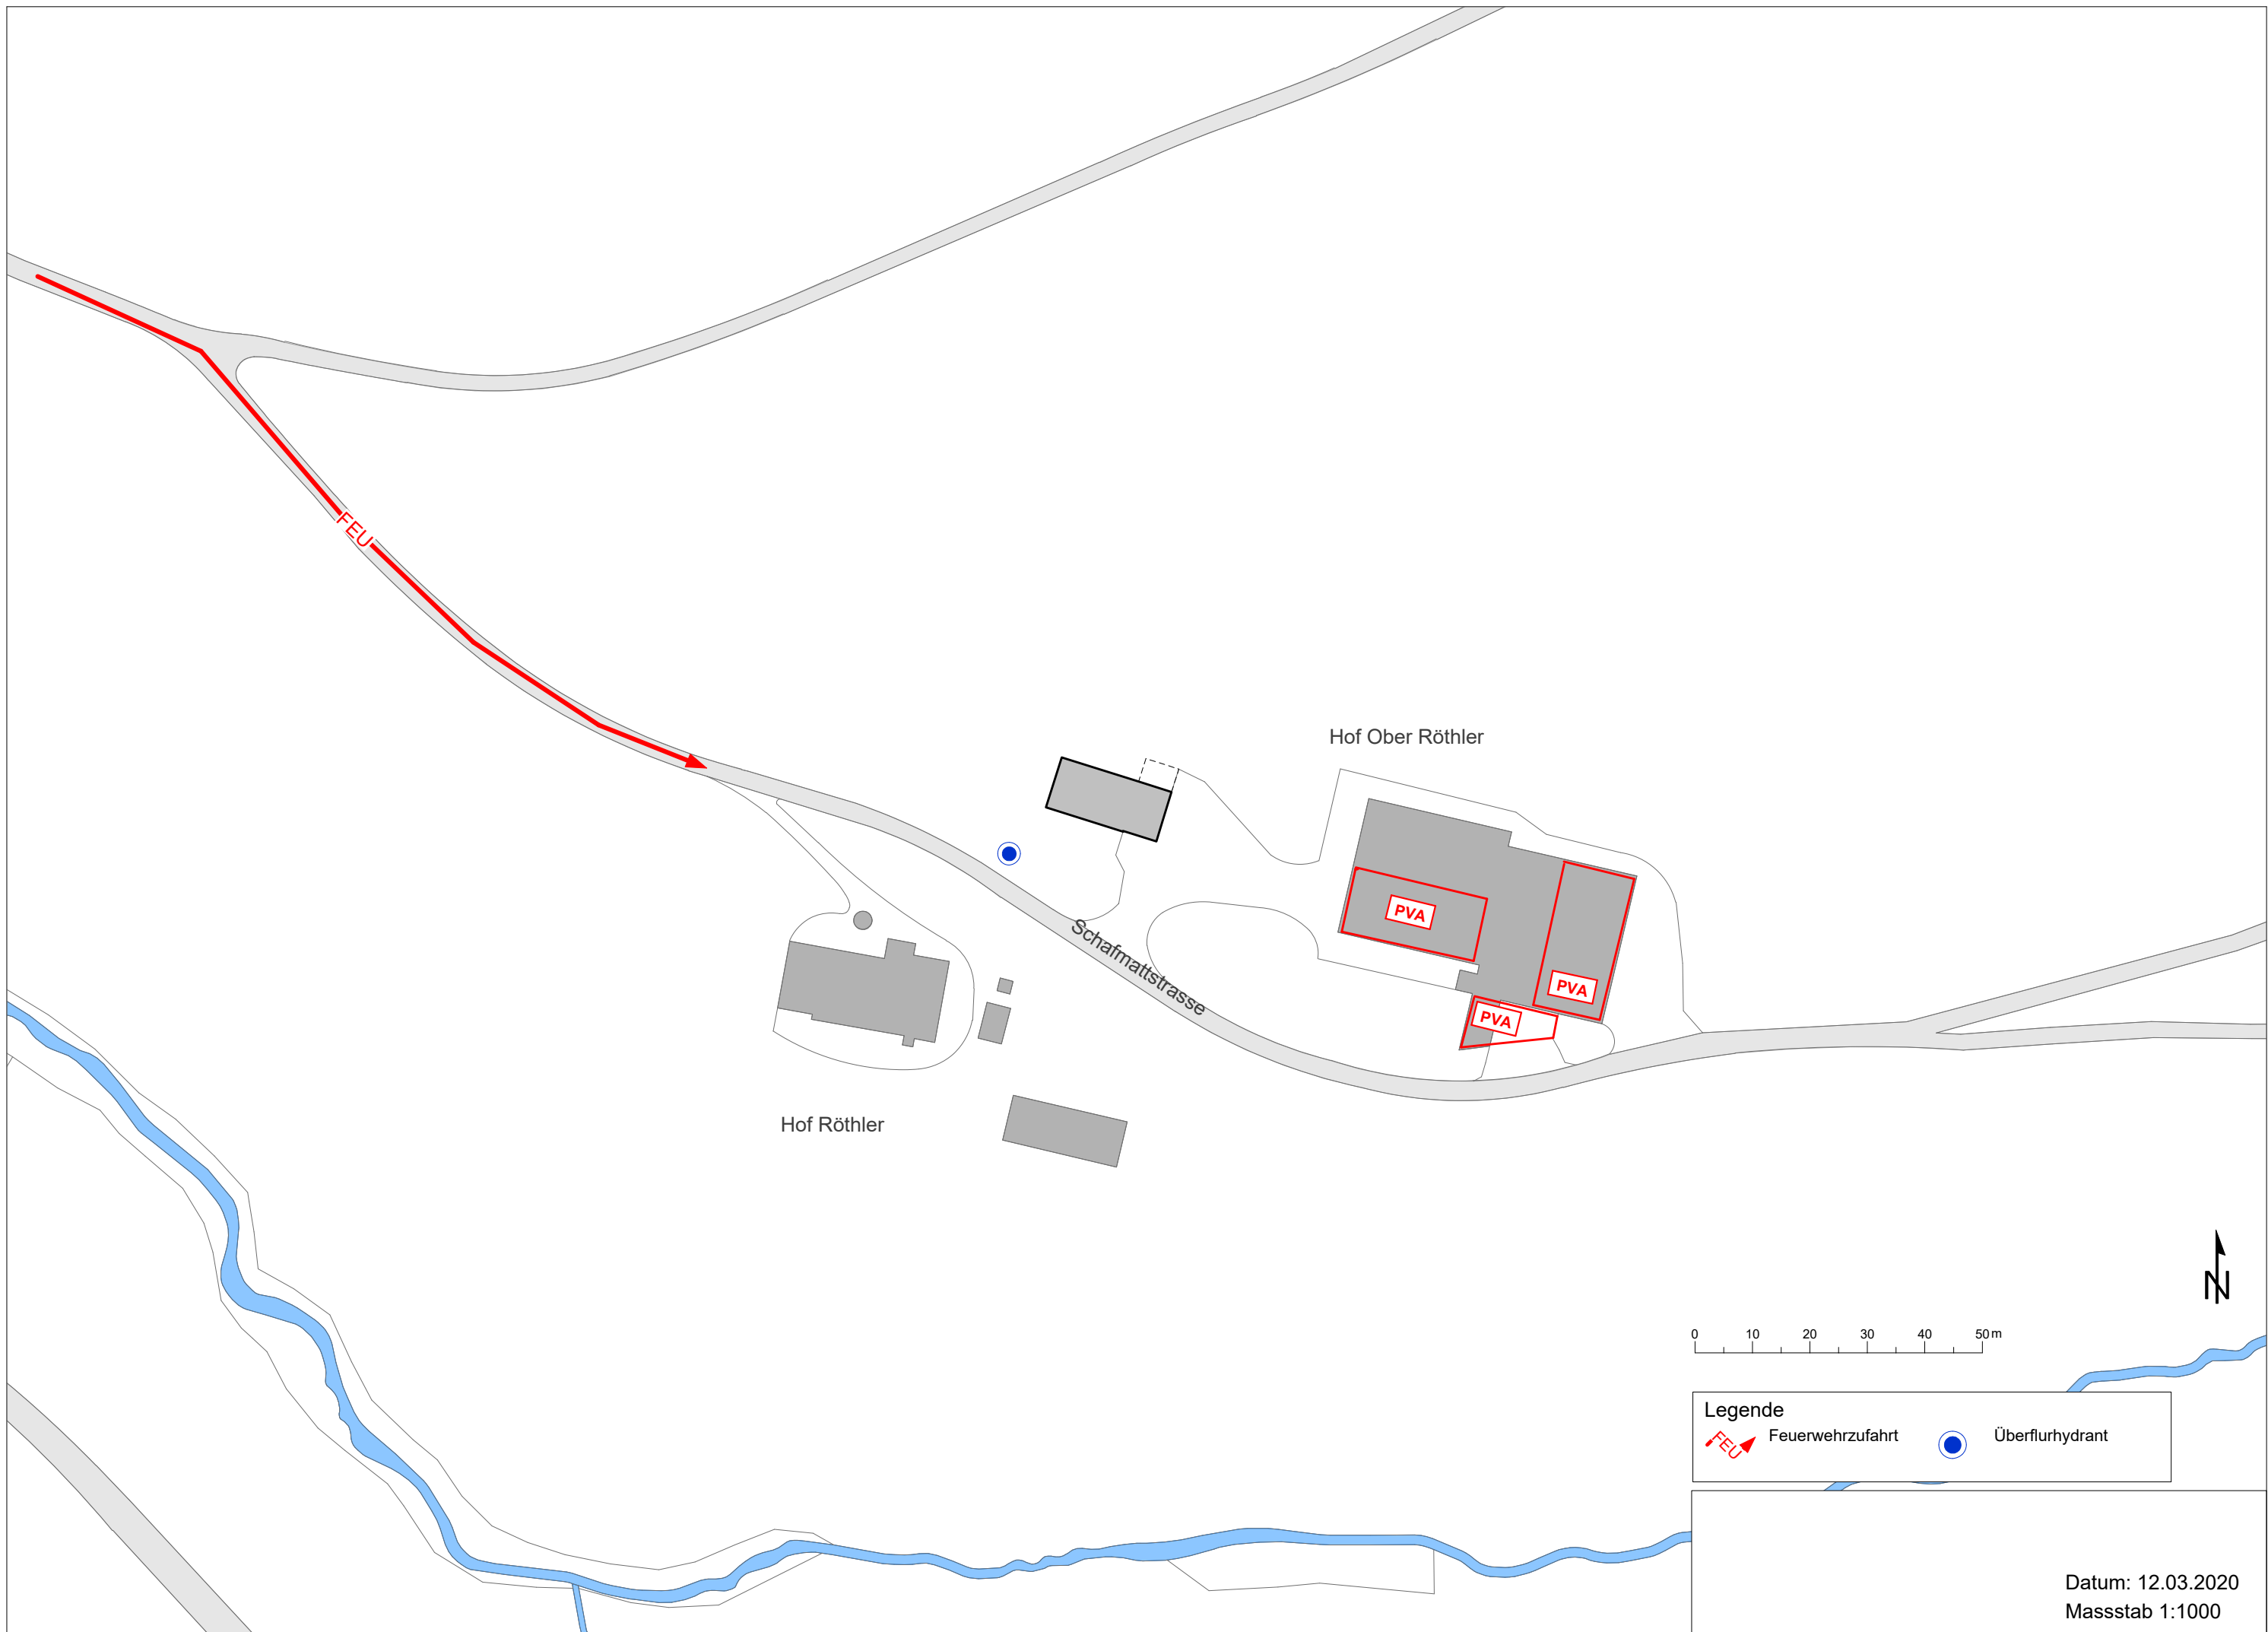 FEU
Hof Ober Röthler
PVA
PVA
PVA
Schafmattstrasse
Hof Röthler
N
0 10 20 30 40 50 m
Legende
FEU Feuerwehrzufahrt Überflurhydrant
Datum: 12.03.2020
Massstab 1:1000